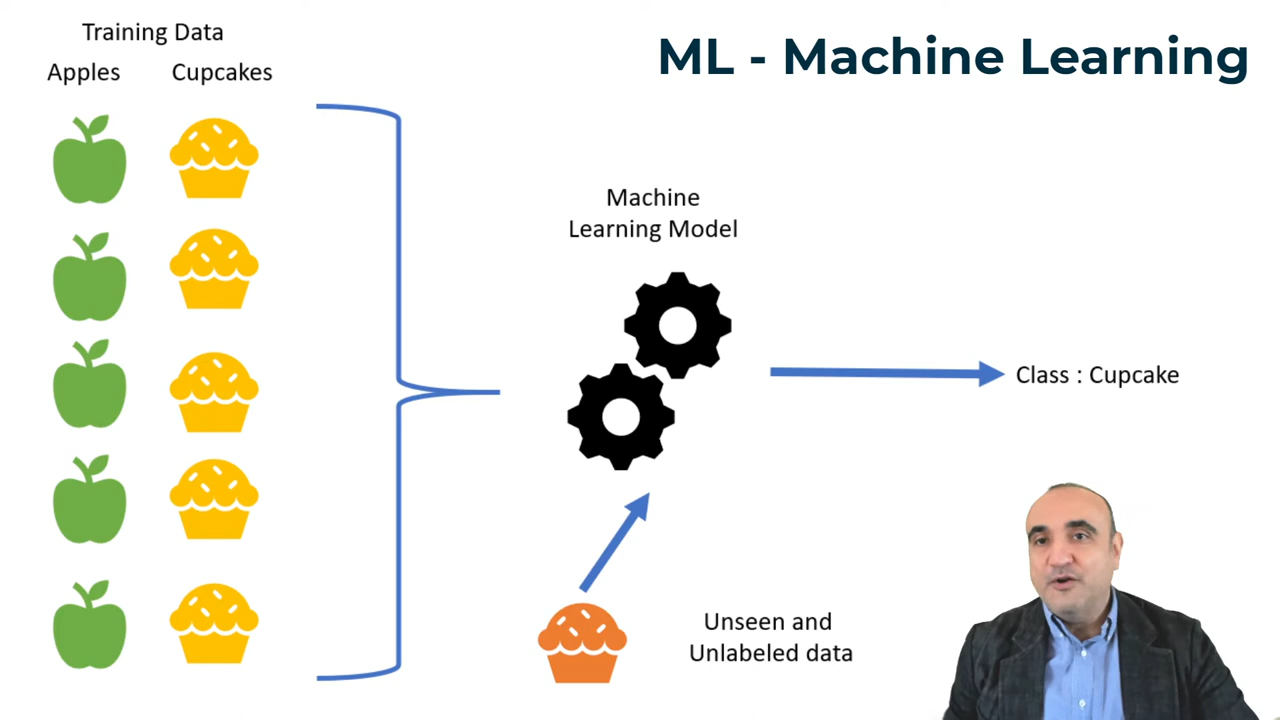 Training Data
Apples Cupcakes
ML - Machine Learning
Machine
Learning Model
Class : Cupcake
Unseen and
Unlabeled data